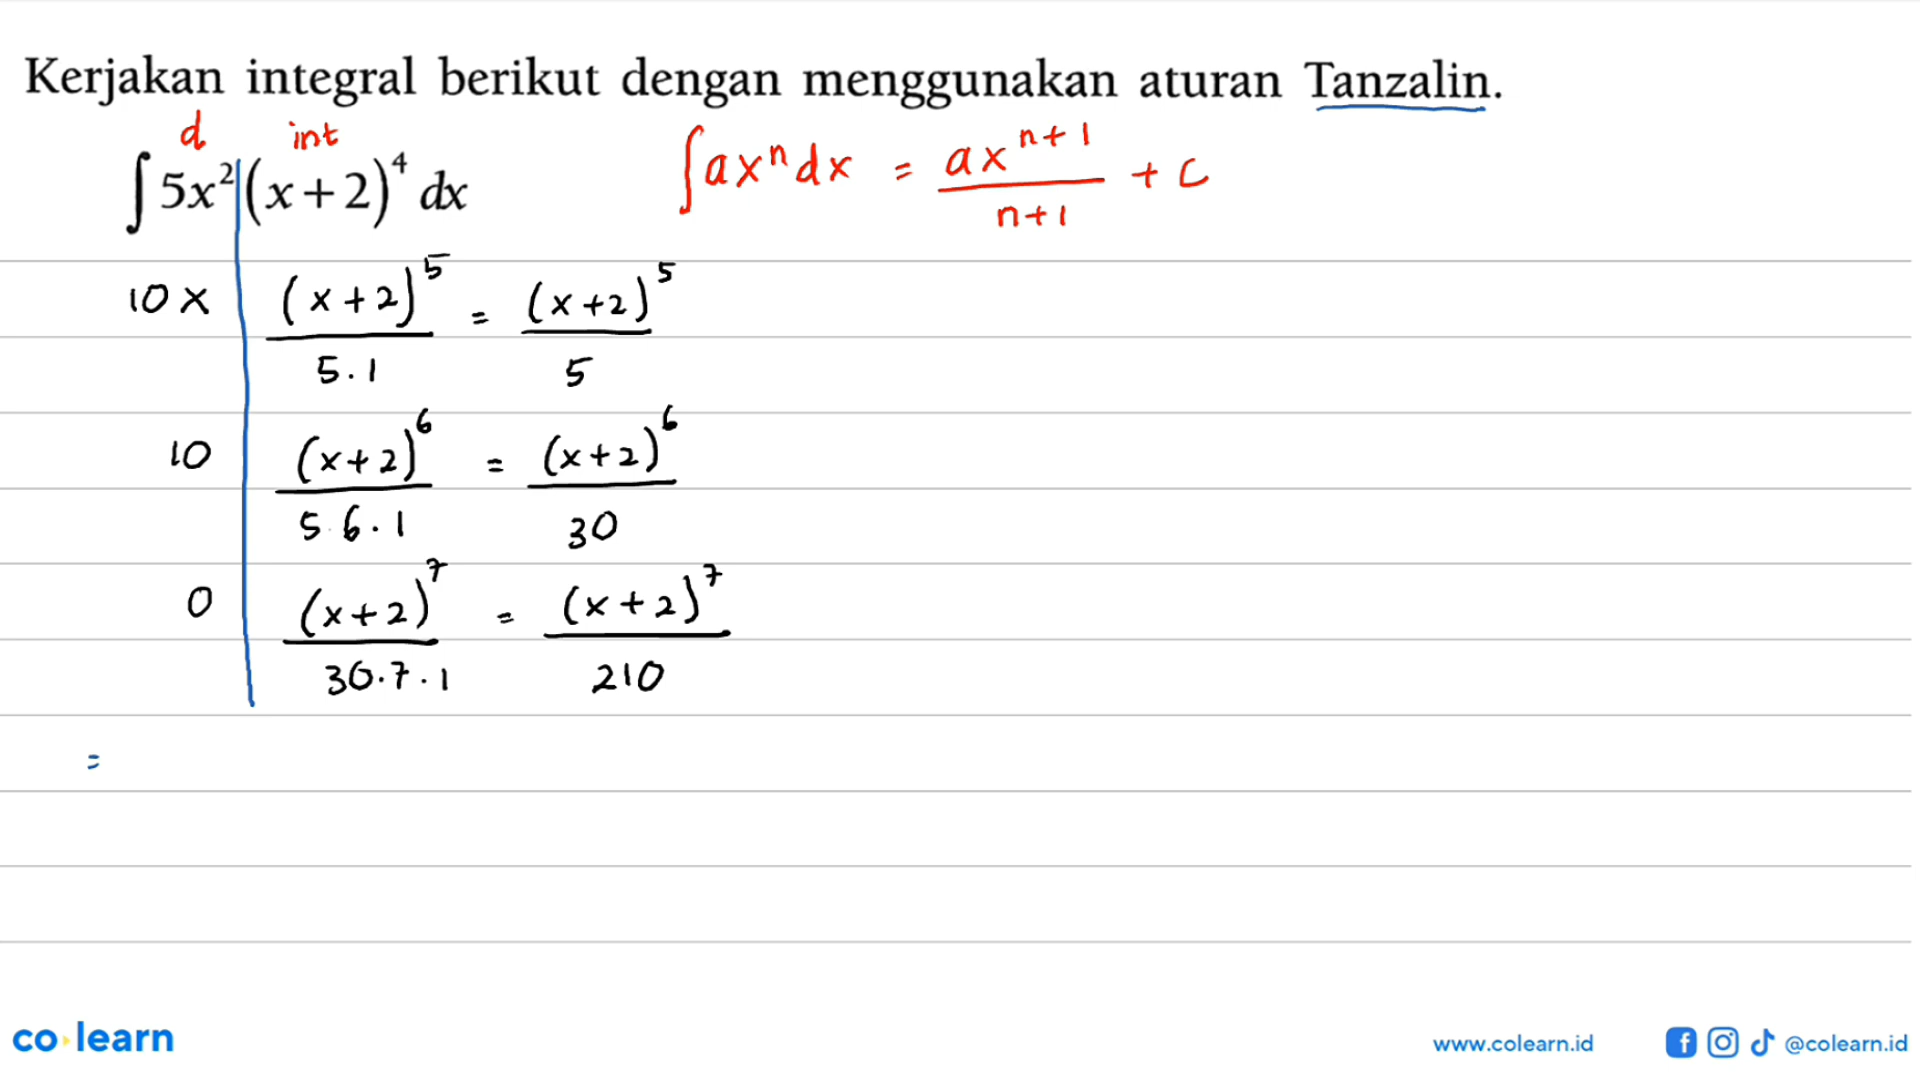 Kerjakan integral berikut dengan menggunakan aturan Tanzalin.
d int
∫ 5x² (x+2)⁴ dx
∫ axⁿ dx = ax^(n+1) / n+1 + c
10x (x+2)⁵ / 5·1 = (x+2)⁵ / 5
10 (x+2)⁶ / 5·6·1 = (x+2)⁶ / 30
0 (x+2)⁷ / 30·7·1 = (x+2)⁷ / 210
=
co learn
www.colearn.id
@colearn.id